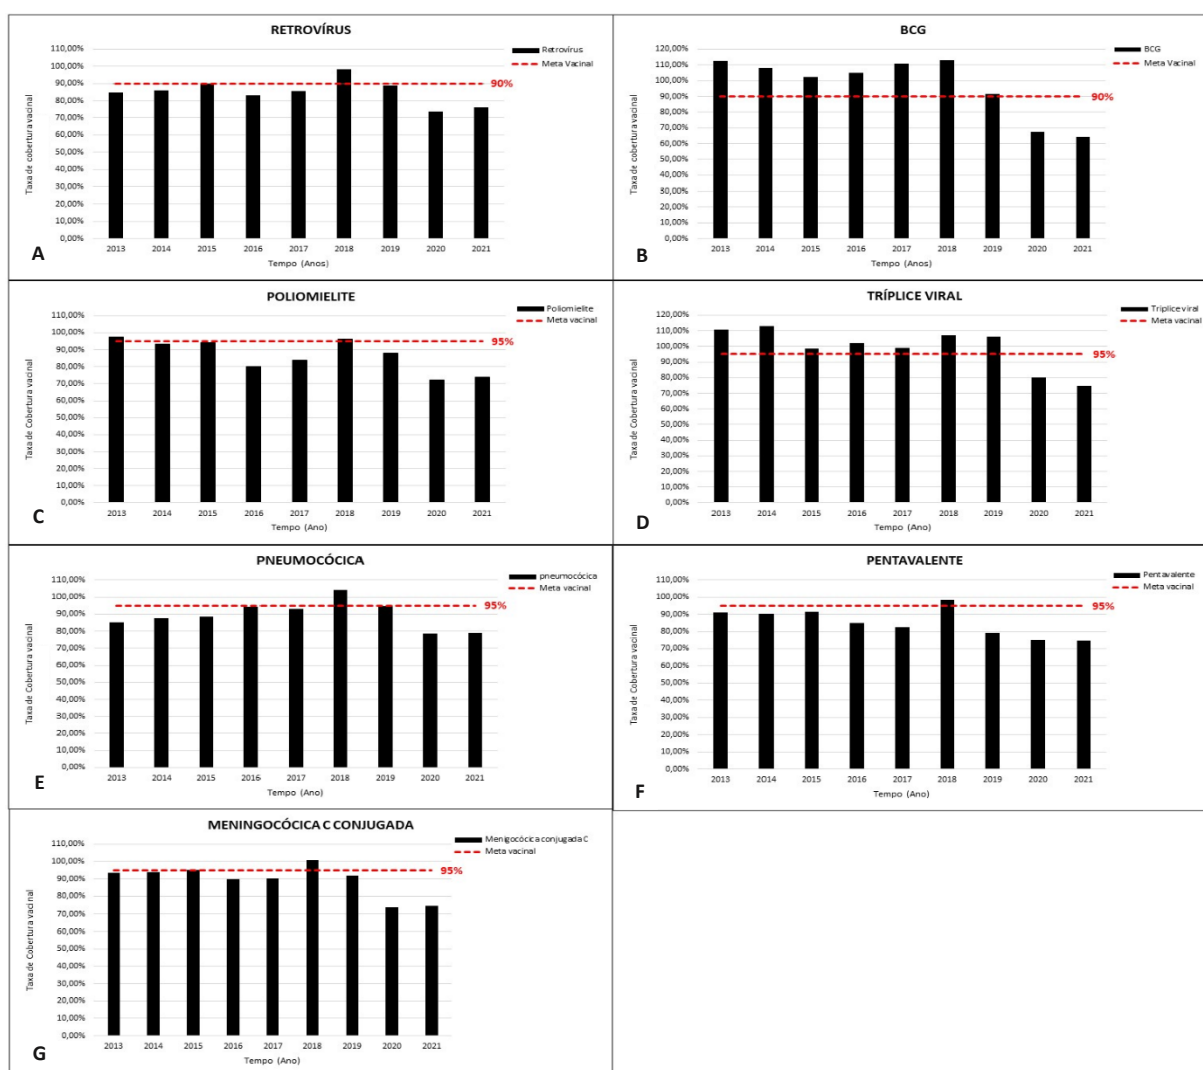 RETROVÍRUS
Retrovírus
Meta Vacinal
110,00%
100,00%
90,00%
80,00%
70,00%
60,00%
50,00%
40,00%
30,00%
20,00%
10,00%
0,00%
90%
Taxa de cobertura vacinal
2013 2014 2015 2016 2017 2018 2019 2020 2021
Tempo (Anos)
A
BCG
BCG
Meta Vacinal
120,00%
110,00%
100,00%
90,00%
80,00%
70,00%
60,00%
50,00%
40,00%
30,00%
20,00%
10,00%
0,00%
90%
Taxa de cobertura vacinal
2013 2014 2015 2016 2017 2018 2019 2020 2021
Tempo (Anos)
B
POLIOMIELITE
Poliomielite
Meta vacinal
110,00%
100,00%
90,00%
80,00%
70,00%
60,00%
50,00%
40,00%
30,00%
20,00%
10,00%
0,00%
95%
Taxa de Cobertura vacinal
2013 2014 2015 2016 2017 2018 2019 2020 2021
Tempo (Ano)
C
TRÍPLICE VIRAL
Tríplice viral
Meta vacinal
120,00%
110,00%
100,00%
90,00%
80,00%
70,00%
60,00%
50,00%
40,00%
30,00%
20,00%
10,00%
0,00%
95%
Taxa de Cobertura vacinal
2013 2014 2015 2016 2017 2018 2019 2020 2021
Tempo (Ano)
D
PNEUMOCÓCICA
pneumocócica
Meta vacinal
110,00%
100,00%
90,00%
80,00%
70,00%
60,00%
50,00%
40,00%
30,00%
20,00%
10,00%
0,00%
95%
Taxa de Cobertura vacinal
2013 2014 2015 2016 2017 2018 2019 2020 2021
Tempo (Ano)
E
PENTAVALENTE
Pentavalente
Meta vacinal
110,00%
100,00%
90,00%
80,00%
70,00%
60,00%
50,00%
40,00%
30,00%
20,00%
10,00%
0,00%
95%
Taxa de Cobertura vacinal
2013 2014 2015 2016 2017 2018 2019 2020 2021
Tempo (Ano)
F
MENINGOCÓCICA C CONJUGADA
Menigocócica conjugada C
Meta vacinal
110,00%
100,00%
90,00%
80,00%
70,00%
60,00%
50,00%
40,00%
30,00%
20,00%
10,00%
0,00%
95%
Taxa de Cobertura vacinal
2013 2014 2015 2016 2017 2018 2019 2020 2021
Tempo (Ano)
G